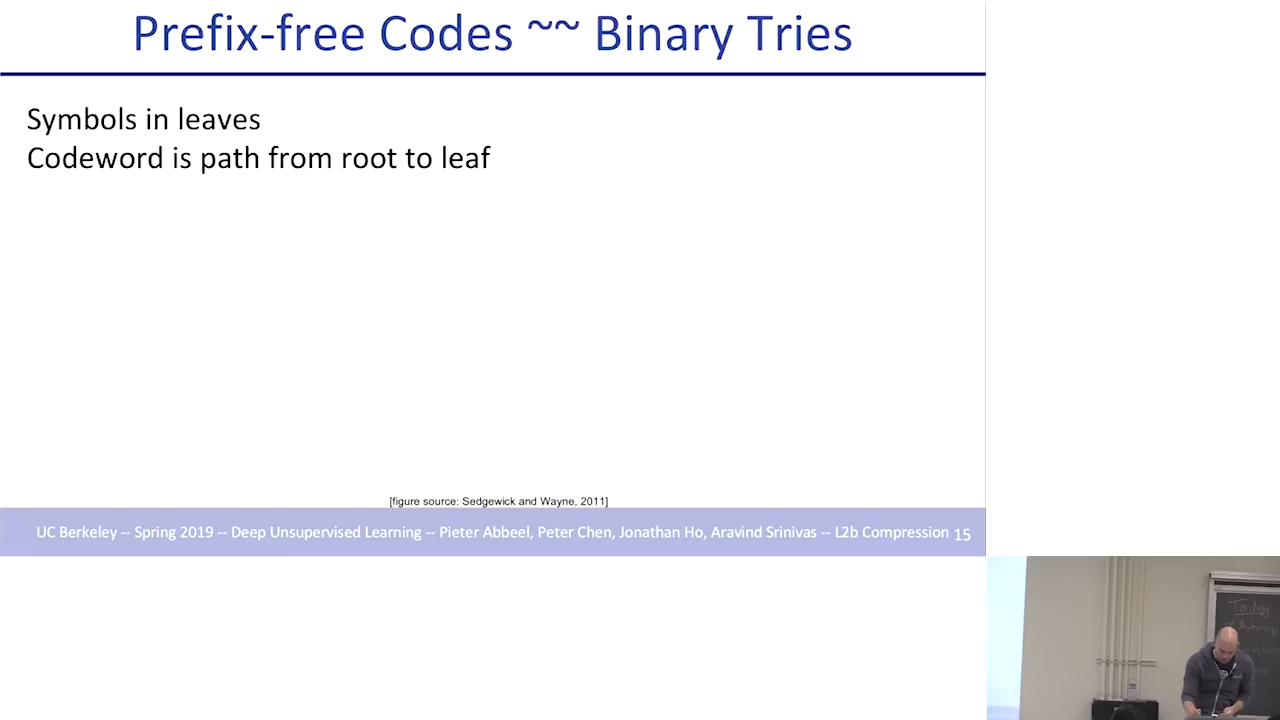 Prefix-free Codes ~~ Binary Tries
Symbols in leaves
Codeword is path from root to leaf
[figure source: Sedgewick and Wayne, 2011]
UC Berkeley -- Spring 2019 -- Deep Unsupervised Learning -- Pieter Abbeel, Peter Chen, Jonathan Ho, Aravind Srinivas -- L2b Compression 15
Today